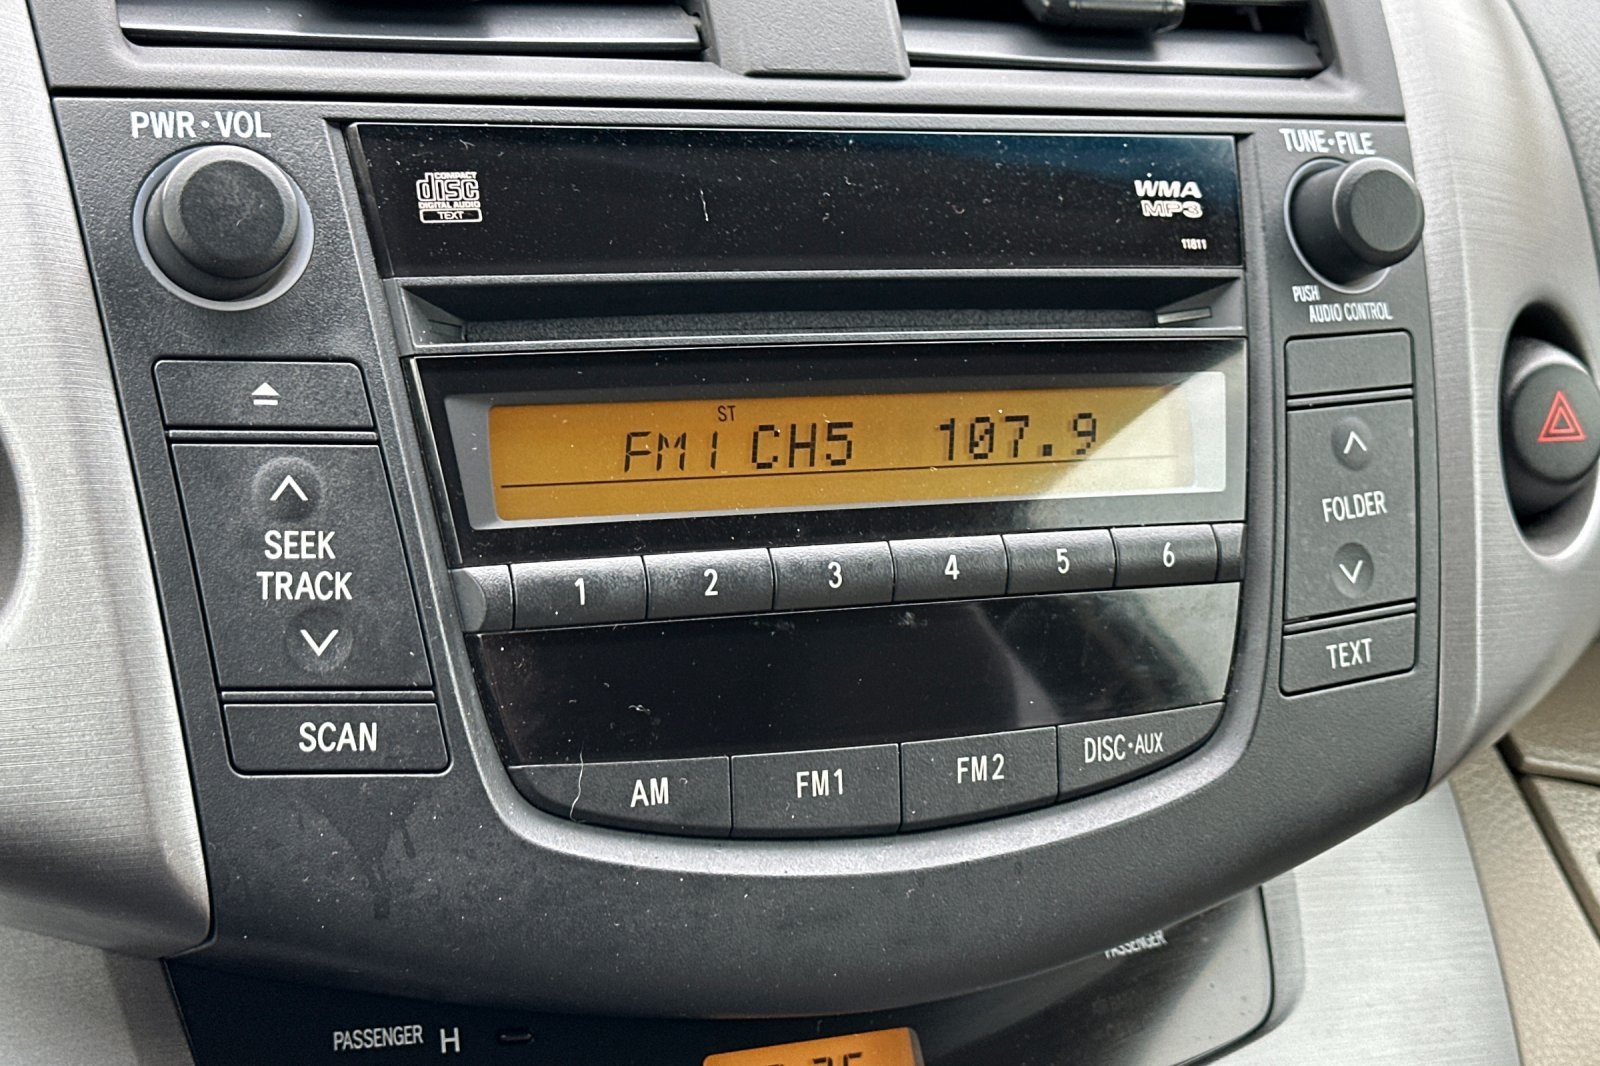 PWR·VOL
TUNE·FILE
COMPACT
disc
DIGITAL AUDIO
TEXT
WMA
MP3
11811
PUSH
AUDIO CONTROL
ST
FM1 CH5 107.9
SEEK
TRACK
FOLDER
1 2 3 4 5 6
TEXT
SCAN
AM FM1 FM2 DISC·AUX
PASSENGER
PASSENGER H